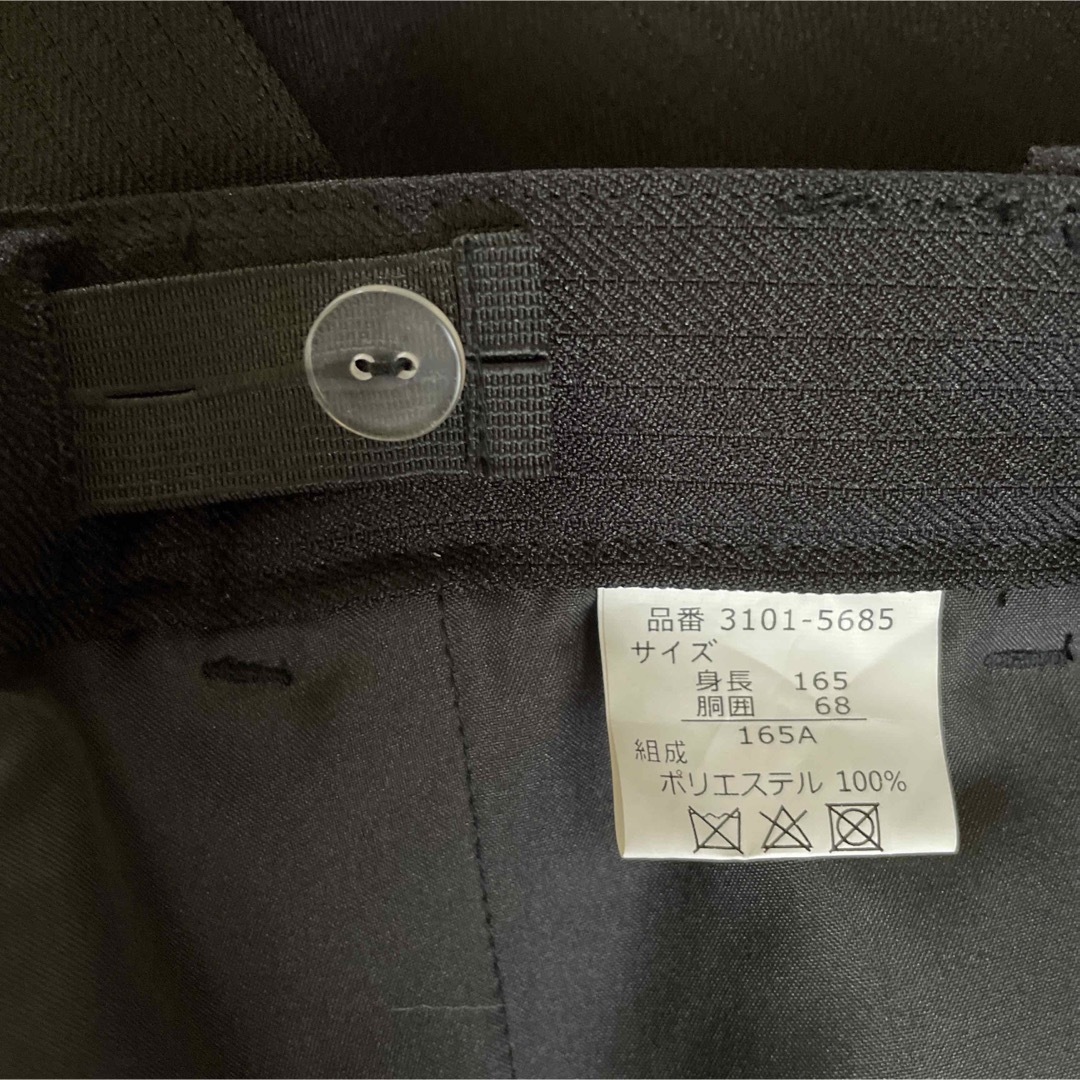 品番 3101-5685
サイズ
身長 165
胴囲 68
165A
組成
ポリエステル 100%